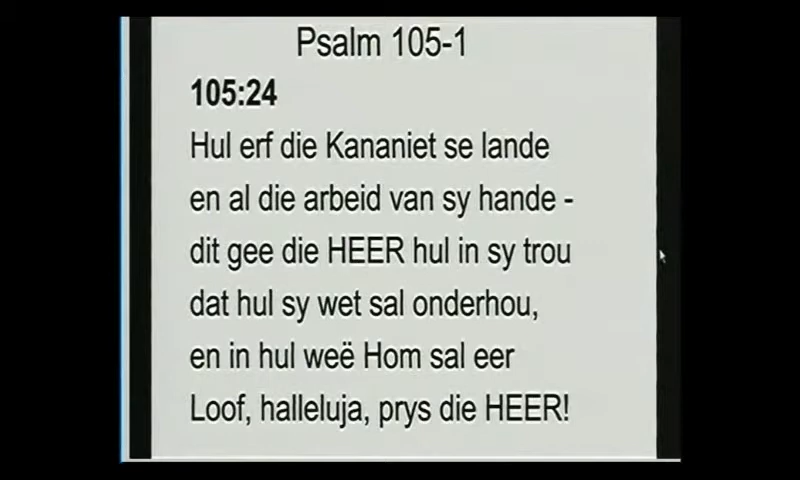 Psalm 105-1
105:24
Hul erf die Kananiet se lande
en al die arbeid van sy hande -
dit gee die HEER hul in sy trou
dat hul sy wet sal onderhou,
en in hul weë Hom sal eer
Loof, halleluja, prys die HEER!